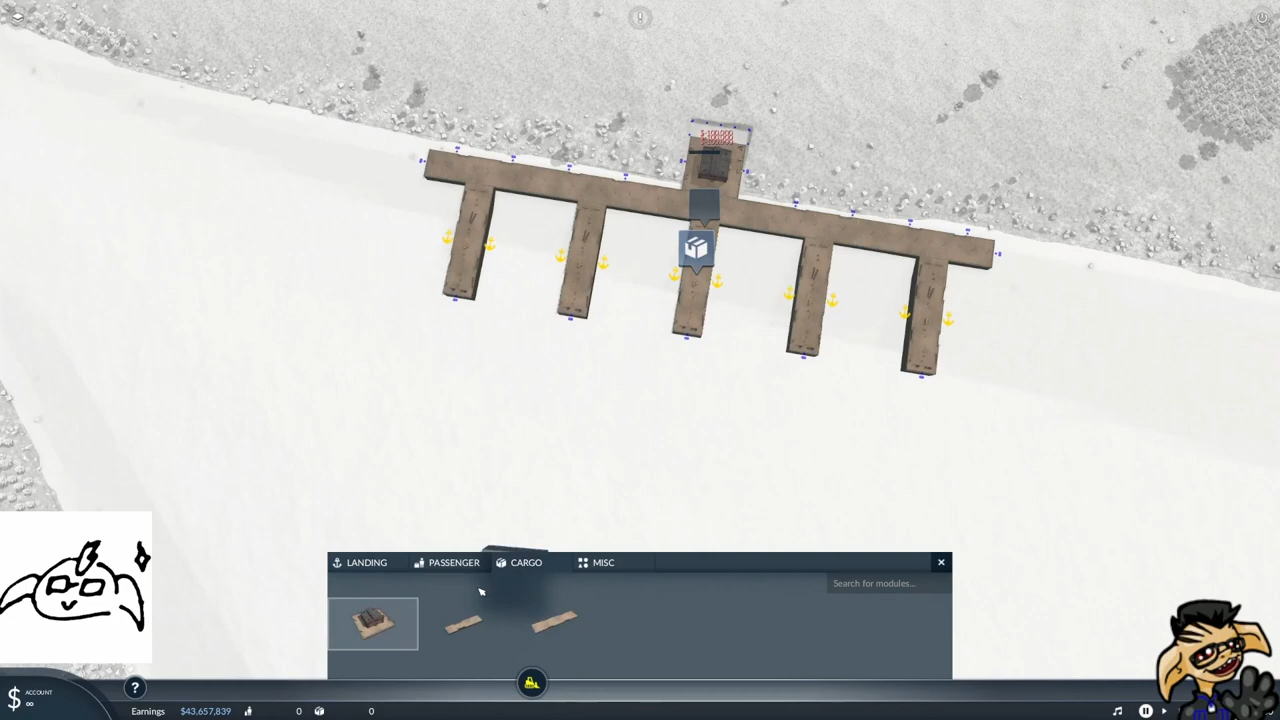 LANDING
PASSENGER
CARGO
MISC
Search for modules...
$
ACCOUNT
∞
?
Earnings
$43,657,839
0
0